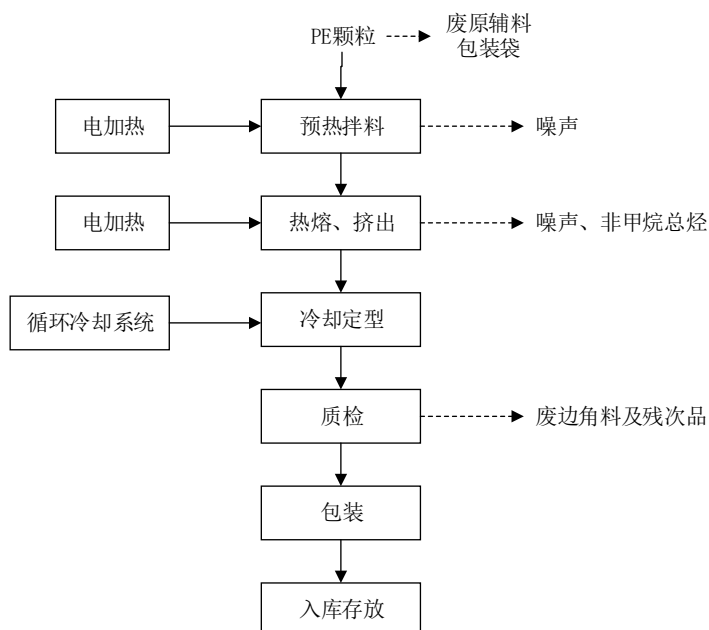 PE颗粒
废原辅料
包装袋
电加热
预热拌料
噪声
电加热
热熔、挤出
噪声、非甲烷总烃
循环冷却系统
冷却定型
质检
废边角料及残次品
包装
入库存放